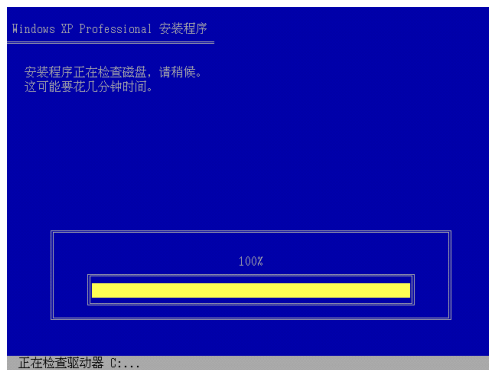 Windows XP Professional 安装程序
安装程序正在检查磁盘，请稍候。
这可能要花几分钟时间。
100%
正在检查驱动器 C:...